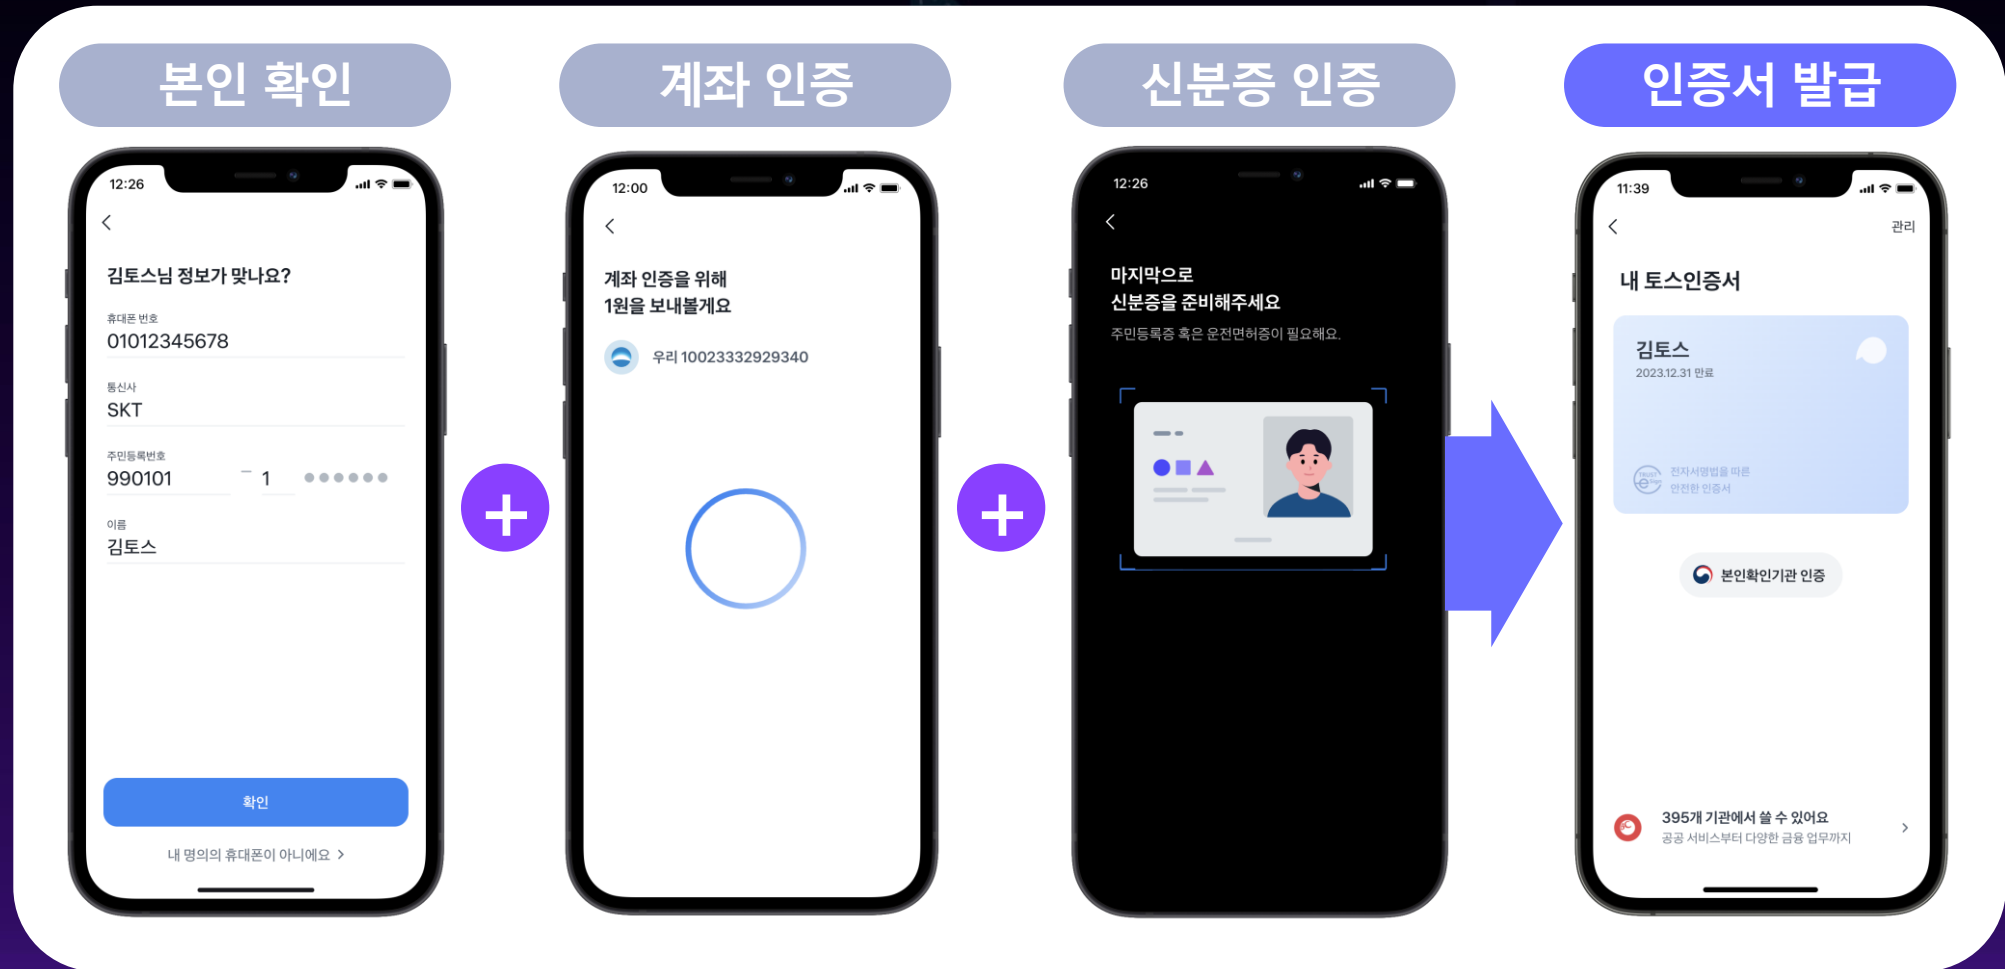 본인 확인
계좌 인증
신분증 인증
인증서 발급
12:26
김토스님 정보가 맞나요?
휴대폰 번호
01012345678
통신사
SKT
주민등록번호
990101 – 1 ●●●●●●
이름
김토스
확인
내 명의의 휴대폰이 아니에요 >
+
12:00
계좌 인증을 위해
1원을 보내볼게요
우리 10023332929340
+
12:26
마지막으로
신분증을 준비해주세요
주민등록증 혹은 운전면허증이 필요해요.
11:39
관리
내 토스인증서
김토스
2023.12.31 만료
TRUST
eSign
전자서명법을 따른
안전한 인증서
본인확인기관 인증
395개 기관에서 쓸 수 있어요
공공 서비스부터 다양한 금융 업무까지